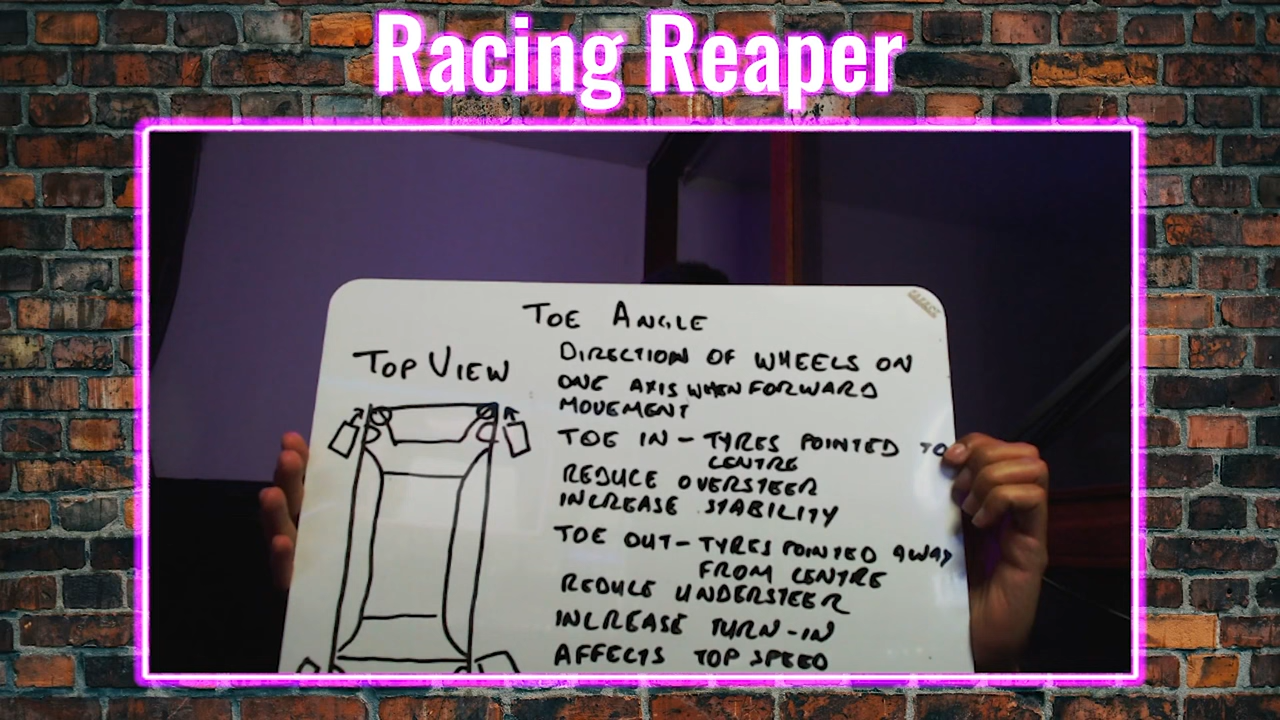 Racing Reaper
TOE ANGLE
TOP VIEW
DIRECTION OF WHEELS ON
ONE AXIS WHEN FORWARD
MOVEMENT
TOE IN - TYRES POINTED TO
CENTRE
REDUCE OVERSTEER
INCREASE STABILITY
TOE OUT - TYRES POINTED AWAY
FROM CENTRE
REDUCE UNDERSTEER
INCREASE TURN-IN
AFFECTS TOP SPEED